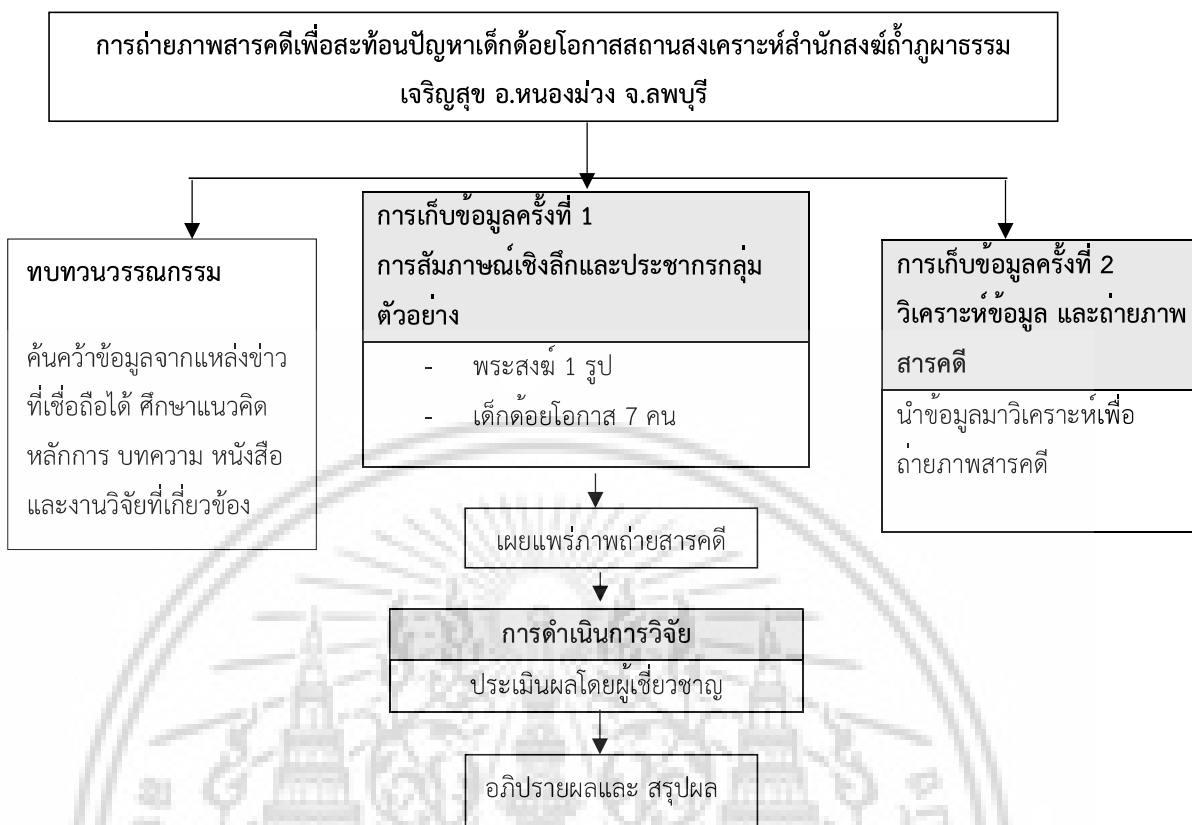 การถ่ายภาพสารคดีเพื่อสะท้อนปัญหาเด็กด้อยโอกาสสถานสงเคราะห์สำนักสงฆ์ถ้ำภูผาธรรม
เจริญสุข อ.หนองม่วง จ.ลพบุรี
ทบทวนวรรณกรรม
ค้นคว้าข้อมูลจากแหล่งข่าว
ที่เชื่อถือได้ ศึกษาแนวคิด
หลักการ บทความ หนังสือ
และงานวิจัยที่เกี่ยวข้อง
การเก็บข้อมูลครั้งที่ 1
การสัมภาษณ์เชิงลึกและประชากรกลุ่ม
ตัวอย่าง
- พระสงฆ์ 1 รูป
- เด็กด้อยโอกาส 7 คน
การเก็บข้อมูลครั้งที่ 2
วิเคราะห์ข้อมูล และถ่ายภาพ
สารคดี
นำข้อมูลมาวิเคราะห์เพื่อ
ถ่ายภาพสารคดี
เผยแพร่ภาพถ่ายสารคดี
การดำเนินการวิจัย
ประเมินผลโดยผู้เชี่ยวชาญ
อภิปรายผลและ สรุปผล